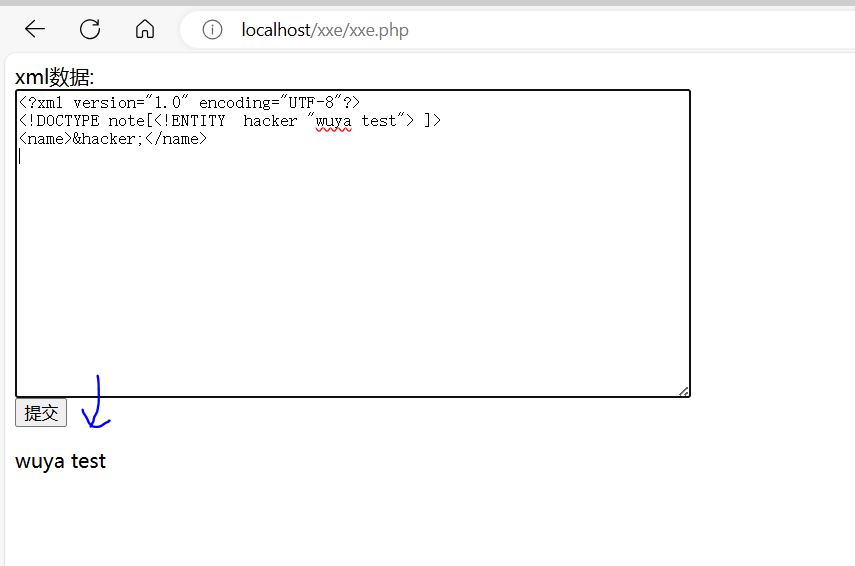 localhost/xxe/xxe.php
xml数据:
<?xml version="1.0" encoding="UTF-8"?>
<!DOCTYPE note[<!ENTITY  hacker "wuya test"> ]>
<name>&hacker;</name>
提交
wuya test